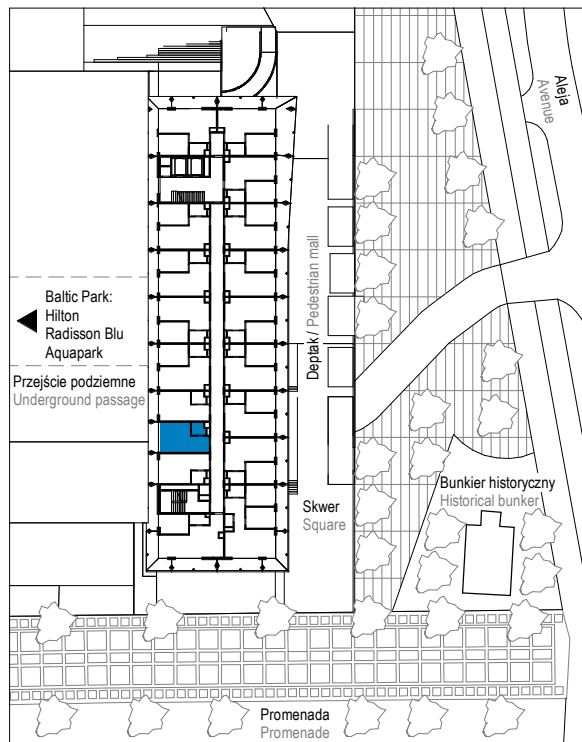 Aleja
Avenue
Baltic Park:
Hilton
Radisson Blu
Aquapark
Przejście podziemne
Underground passage
Deptak / Pedestrian mall
Bunkier historyczny
Historical bunker
Skwer
Square
Promenada
Promenade